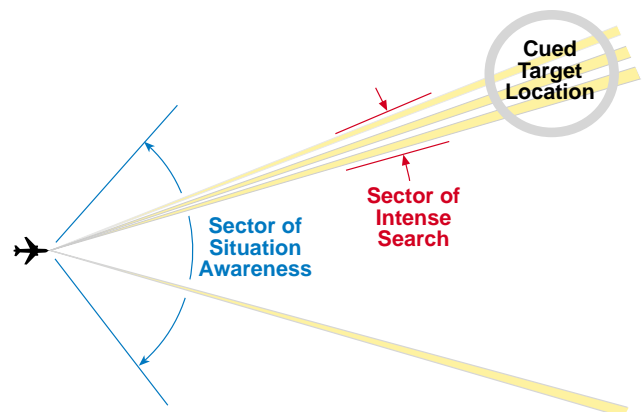 Cued
Target
Location
Sector of
Intense
Search
Sector of
Situation
Awareness